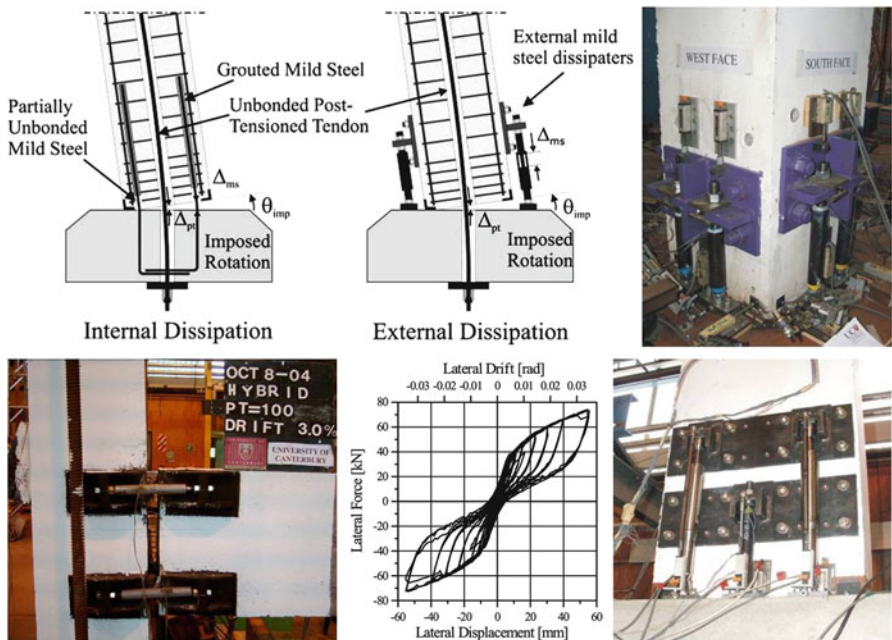 Grouted Mild Steel
Partially
Unbonded
Mild Steel
Unbonded Post-
Tensioned Tendon
Δms
θimp
Δpt
Imposed
Rotation
Internal Dissipation
External mild
steel dissipaters
Δms
θimp
Δpt
Imposed
Rotation
External Dissipation
WEST FACE
SOUTH FACE
UC
OCT 8-04
HYBRID
PT=100
DRIFT 3.0%
UNIVERSITY OF
CANTERBURY
Lateral Drift [rad]
-0.03 -0.02 -0.01 0 0.01 0.02 0.03
Lateral Force [kN]
80
60
40
20
0
-20
-40
-60
-80
-60 -40 -20 0 20 40 60
Lateral Displacement [mm]